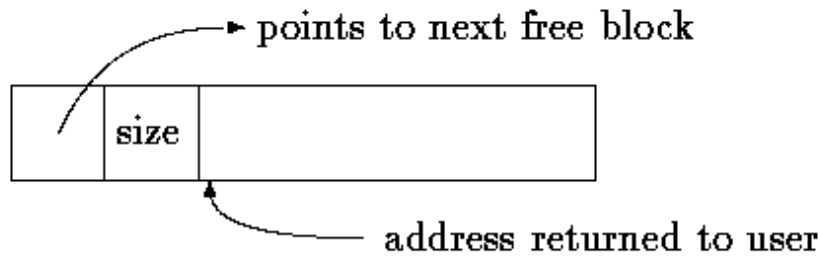 points to next free block
size
address returned to user